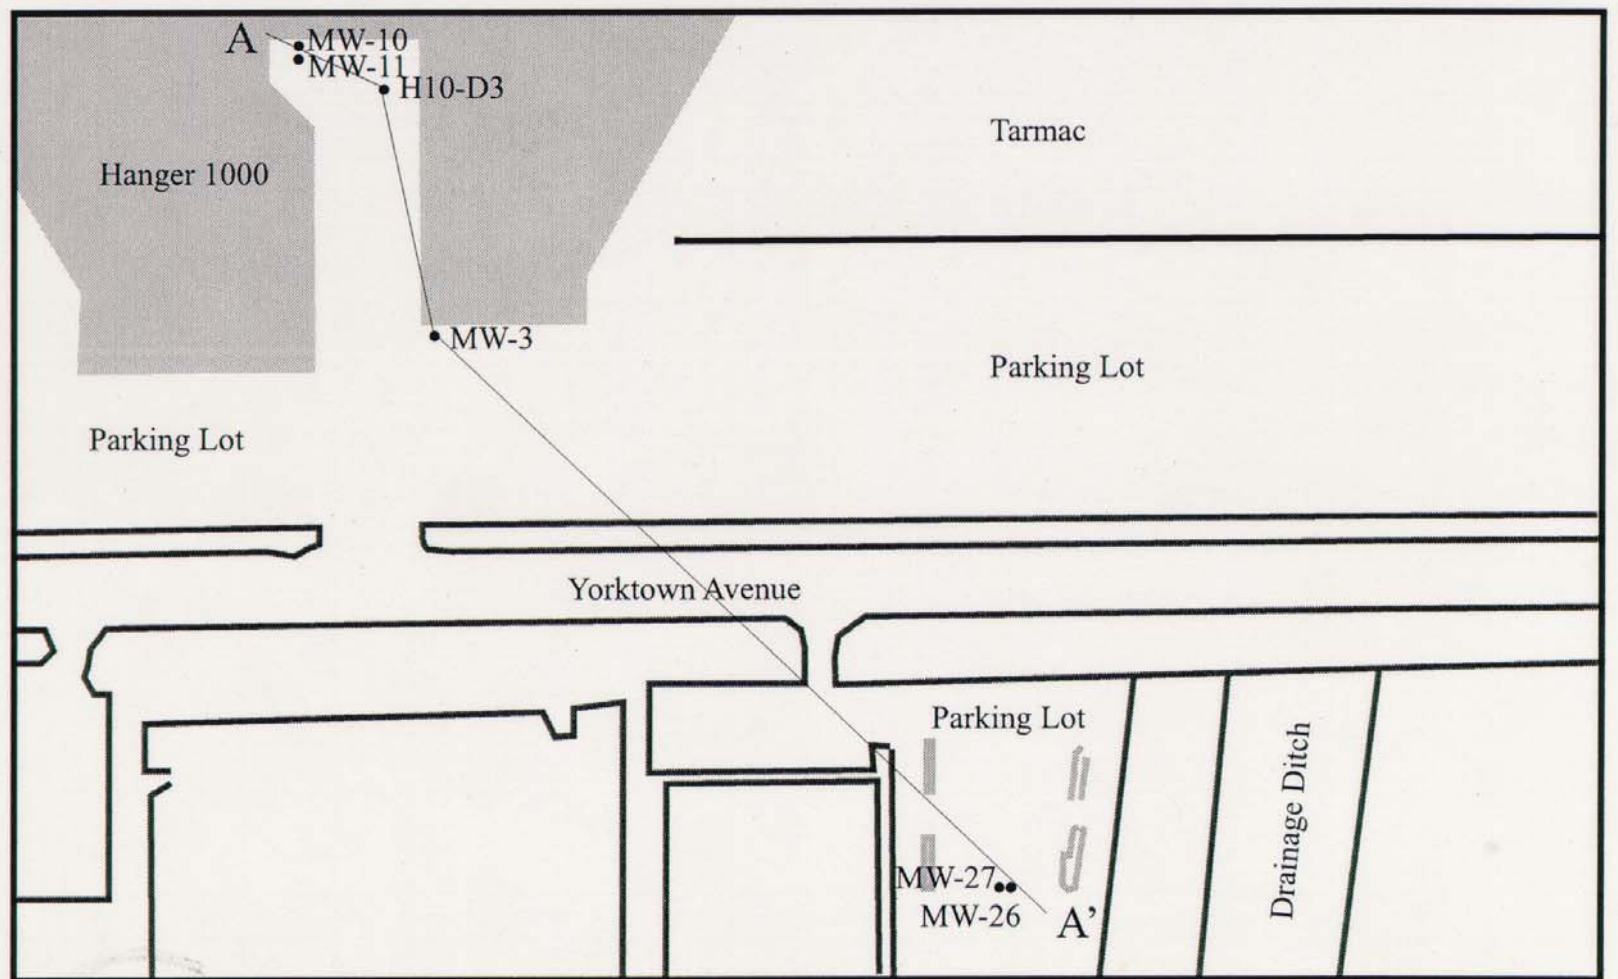 A
MW-10
MW-11
H10-D3
Hanger 1000
Tarmac
MW-3
Parking Lot
Parking Lot
Yorktown Avenue
Parking Lot
Drainage Ditch
MW-27
MW-26
A'